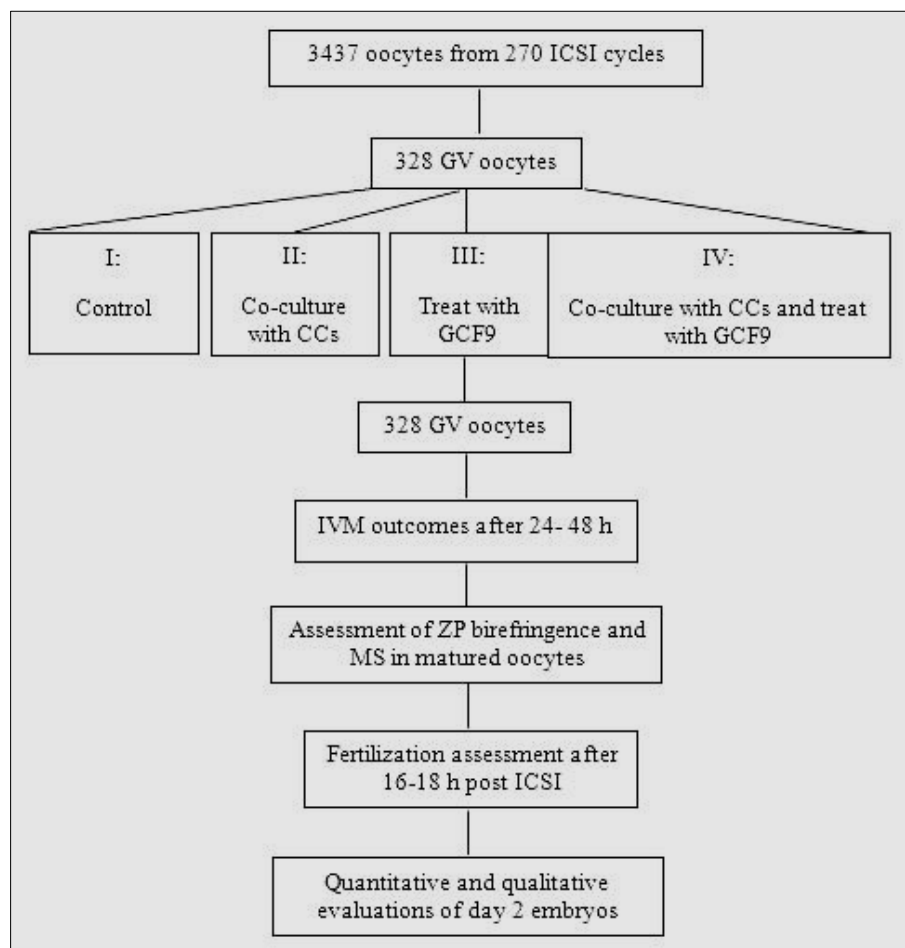 3437 oocytes from 270 ICSI cycles
328 GV oocytes
I:
Control
II:
Co-culture
with CCs
III:
Treat with
GCF9
IV:
Co-culture with CCs and treat
with GCF9
328 GV oocytes
IVM outcomes after 24- 48 h
Assessment of ZP birefringence and
MS in matured oocytes
Fertilization assessment after
16-18 h post ICSI
Quantitative and qualitative
evaluations of day 2 embryos